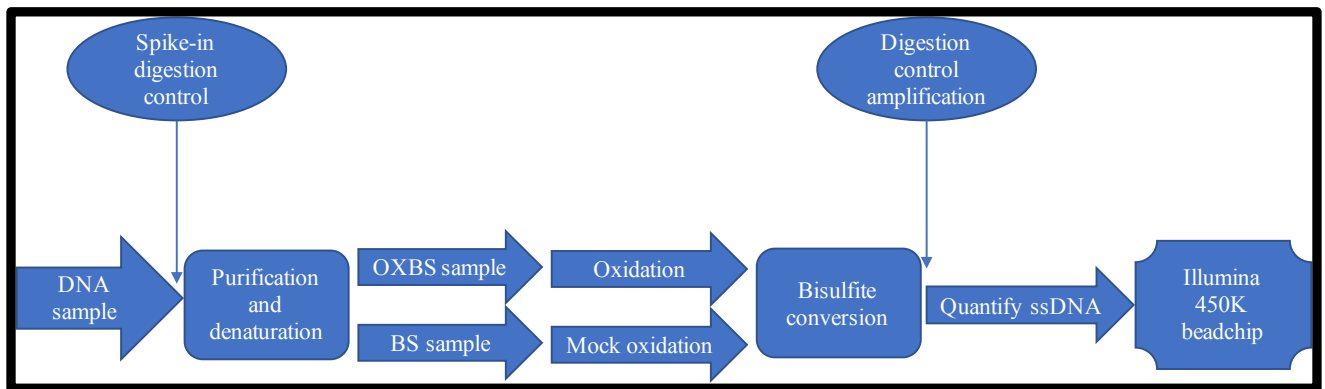 Spike-in
digestion
control
Digestion
control
amplification
DNA
sample
Purification
and
denaturation
OXBS sample
Oxidation
BS sample
Mock oxidation
Bisulfite
conversion
Quantify ssDNA
Illumina
450K
beadchip